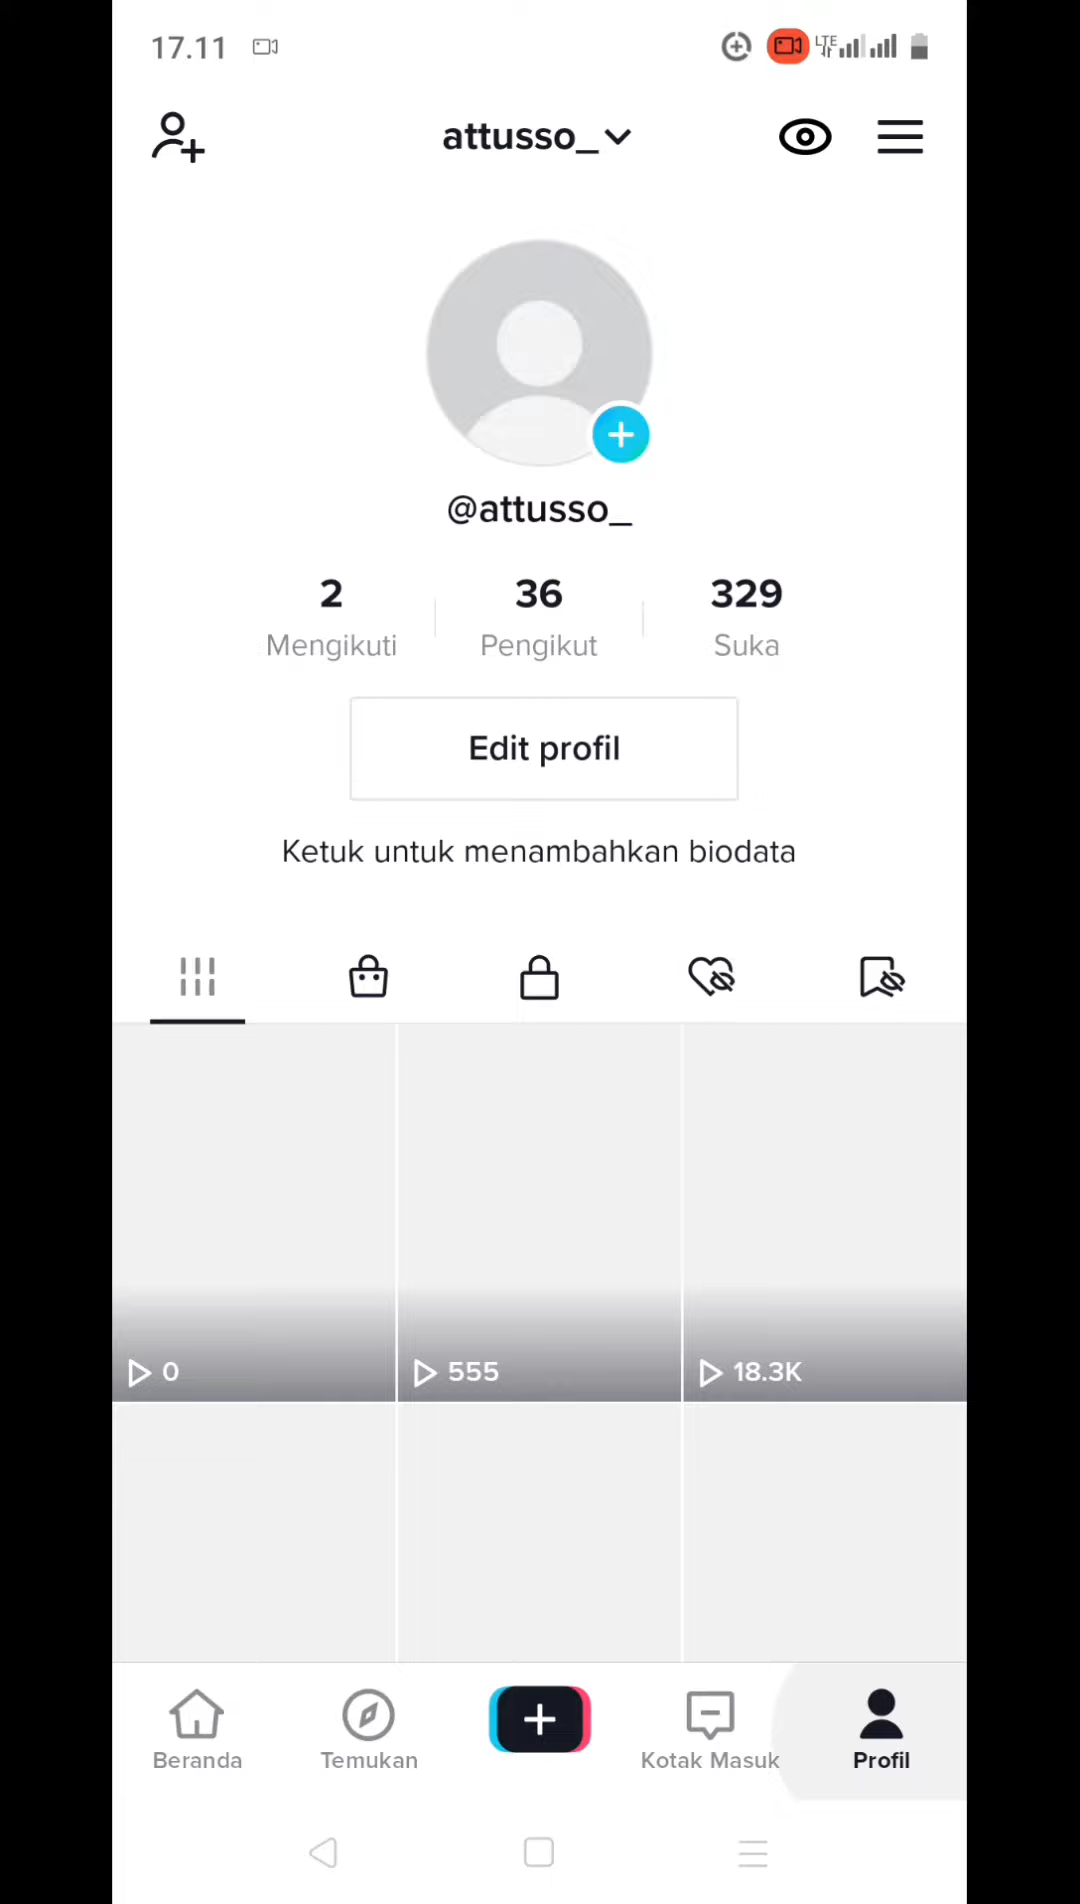 17.11
LTE
attusso_
@attusso_
2 36 329
Mengikuti Pengikut Suka
Edit profil
Ketuk untuk menambahkan biodata
0 555 18.3K
Beranda Temukan Kotak Masuk Profil